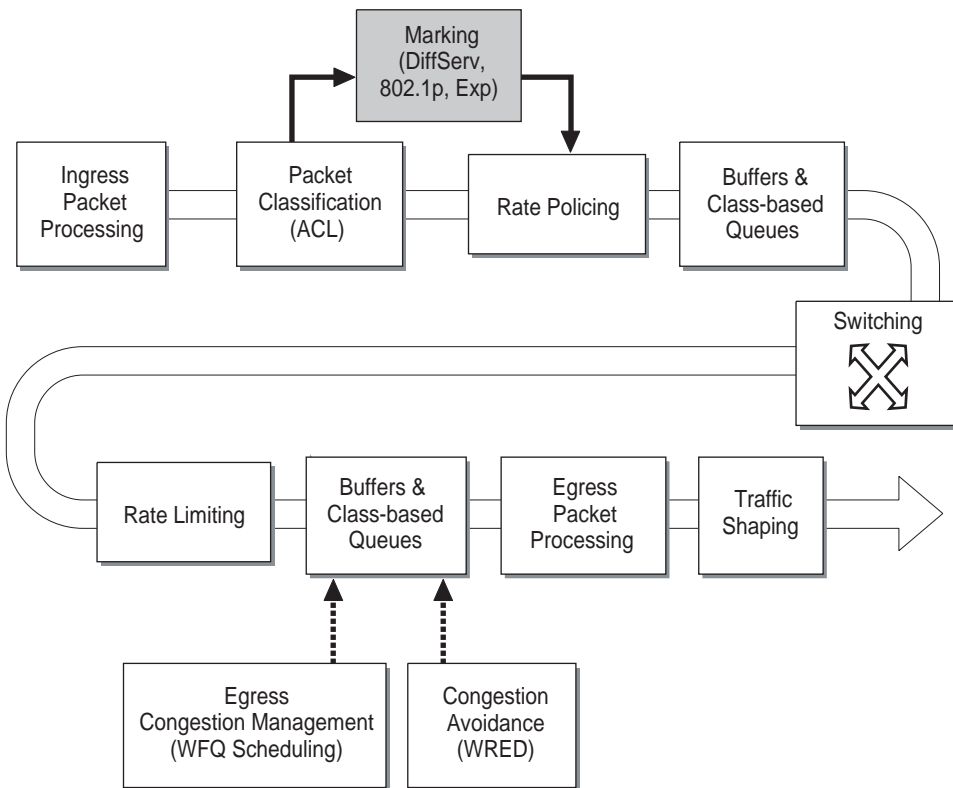 Marking
(DiffServ,
802.1p, Exp)
Ingress
Packet
Processing
Packet
Classification
(ACL)
Rate Policing
Buffers &
Class-based
Queues
Switching
Rate Limiting
Buffers &
Class-based
Queues
Egress
Packet
Processing
Traffic
Shaping
Egress
Congestion Management
(WFQ Scheduling)
Congestion
Avoidance
(WRED)